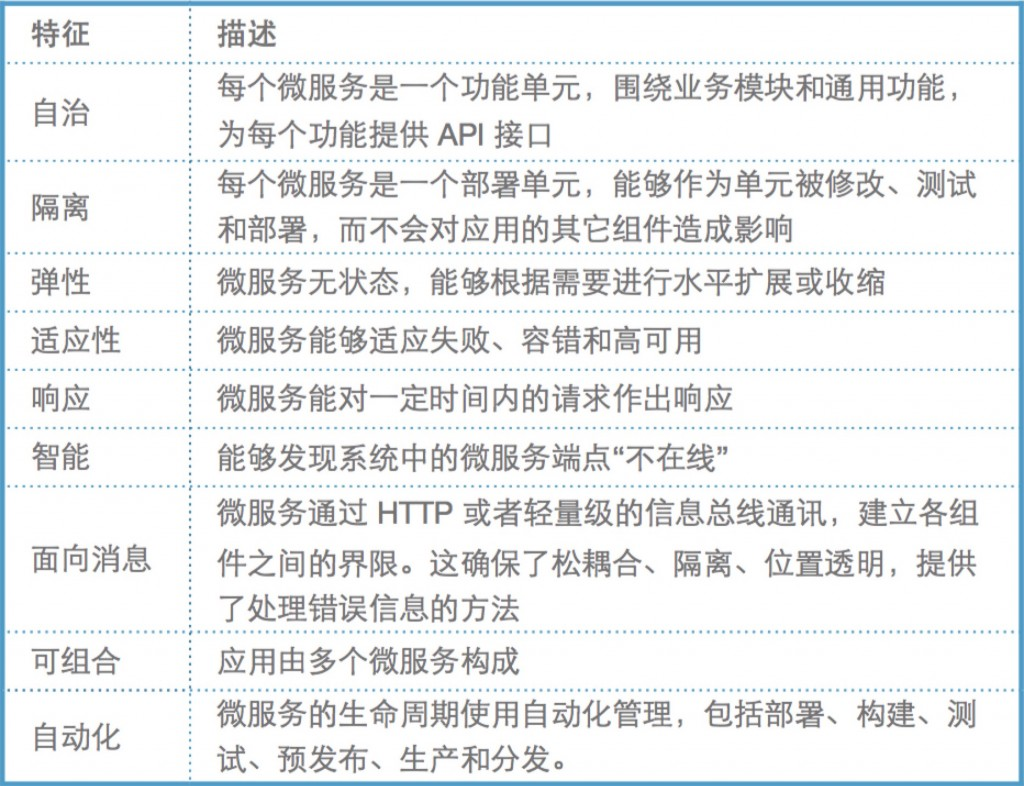 特征 描述
自治 每个微服务是一个功能单元，围绕业务模块和通用功能，
为每个功能提供 API 接口
隔离 每个微服务是一个部署单元，能够作为单元被修改、测试
和部署，而不会对应用的其它组件造成影响
弹性 微服务无状态，能够根据需要进行水平扩展或收缩
适应性 微服务能够适应失败、容错和高可用
响应 微服务能对一定时间内的请求作出响应
智能 能够发现系统中的微服务端点“不在线”
面向消息 微服务通过 HTTP 或者轻量级的信息总线通讯，建立各组
件之间的界限。这确保了松耦合、隔离、位置透明，提供
了处理错误信息的方法
可组合 应用由多个微服务构成
自动化 微服务的生命周期使用自动化管理，包括部署、构建、测
试、预发布、生产和分发。